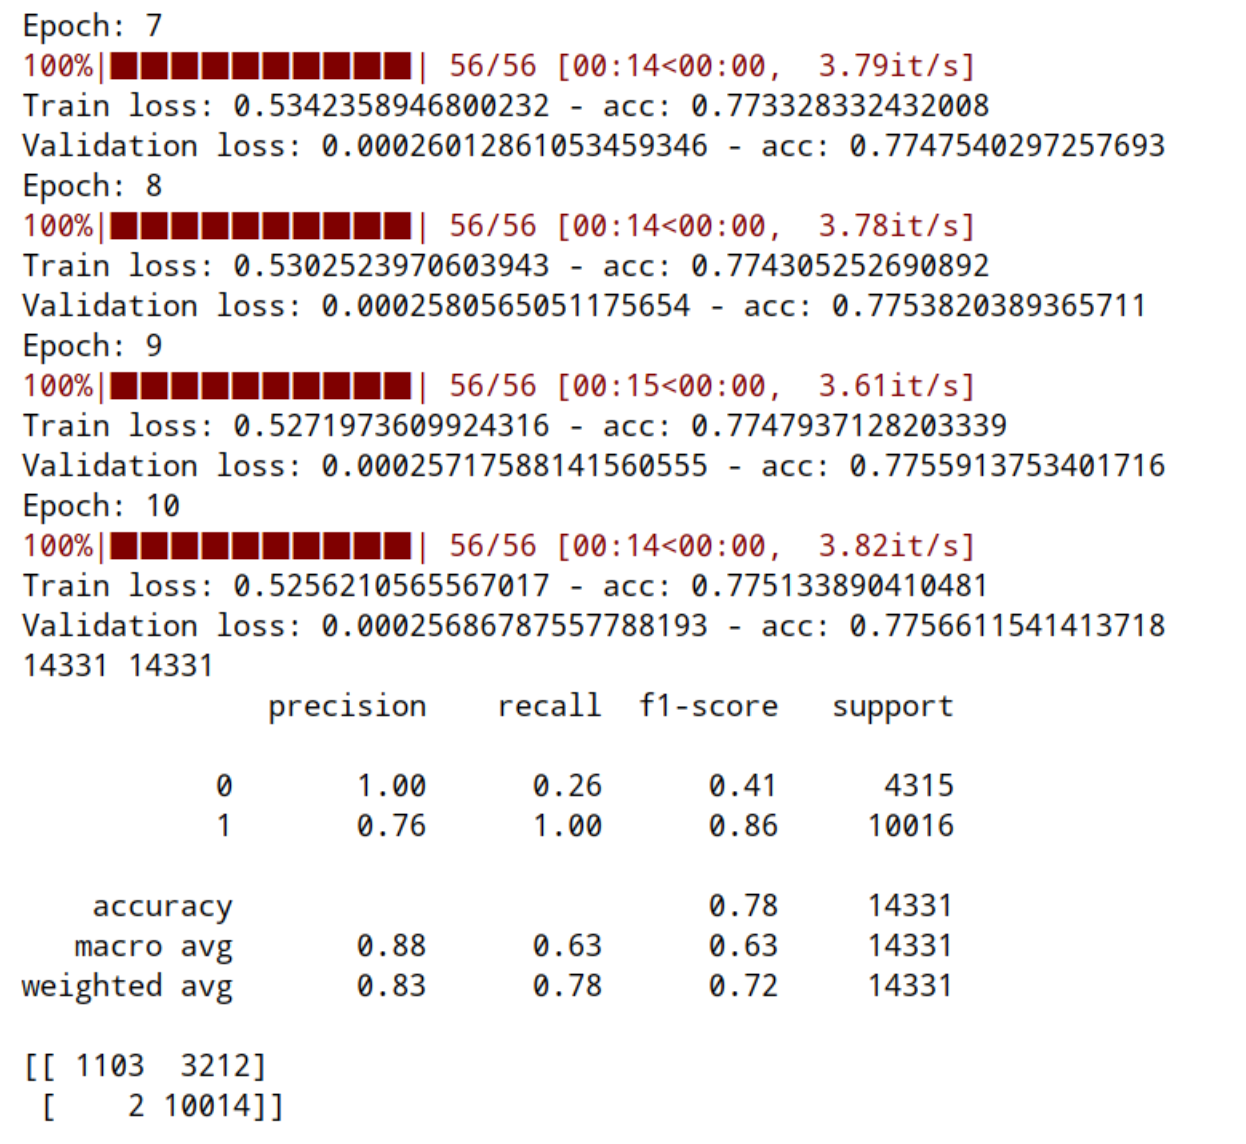 Epoch: 7
100%|██████████| 56/56 [00:14<00:00,  3.79it/s]
Train loss: 0.5342358946800232 - acc: 0.773328332432008
Validation loss: 0.00026012861053459346 - acc: 0.7747540297257693
Epoch: 8
100%|██████████| 56/56 [00:14<00:00,  3.78it/s]
Train loss: 0.5302523970603943 - acc: 0.774305252690892
Validation loss: 0.0002580565051175654 - acc: 0.7753820389365711
Epoch: 9
100%|██████████| 56/56 [00:15<00:00,  3.61it/s]
Train loss: 0.5271973609924316 - acc: 0.7747937128203339
Validation loss: 0.00025717588141560555 - acc: 0.7755913753401716
Epoch: 10
100%|██████████| 56/56 [00:14<00:00,  3.82it/s]
Train loss: 0.5256210565567017 - acc: 0.775133890410481
Validation loss: 0.00025686787557788193 - acc: 0.7756611541413718
14331 14331
precision    recall  f1-score   support
0       1.00      0.26      0.41      4315
1       0.76      1.00      0.86     10016
accuracy                           0.78     14331
macro avg       0.88      0.63      0.63     14331
weighted avg       0.83      0.78      0.72     14331
[[ 1103  3212]
[    2 10014]]